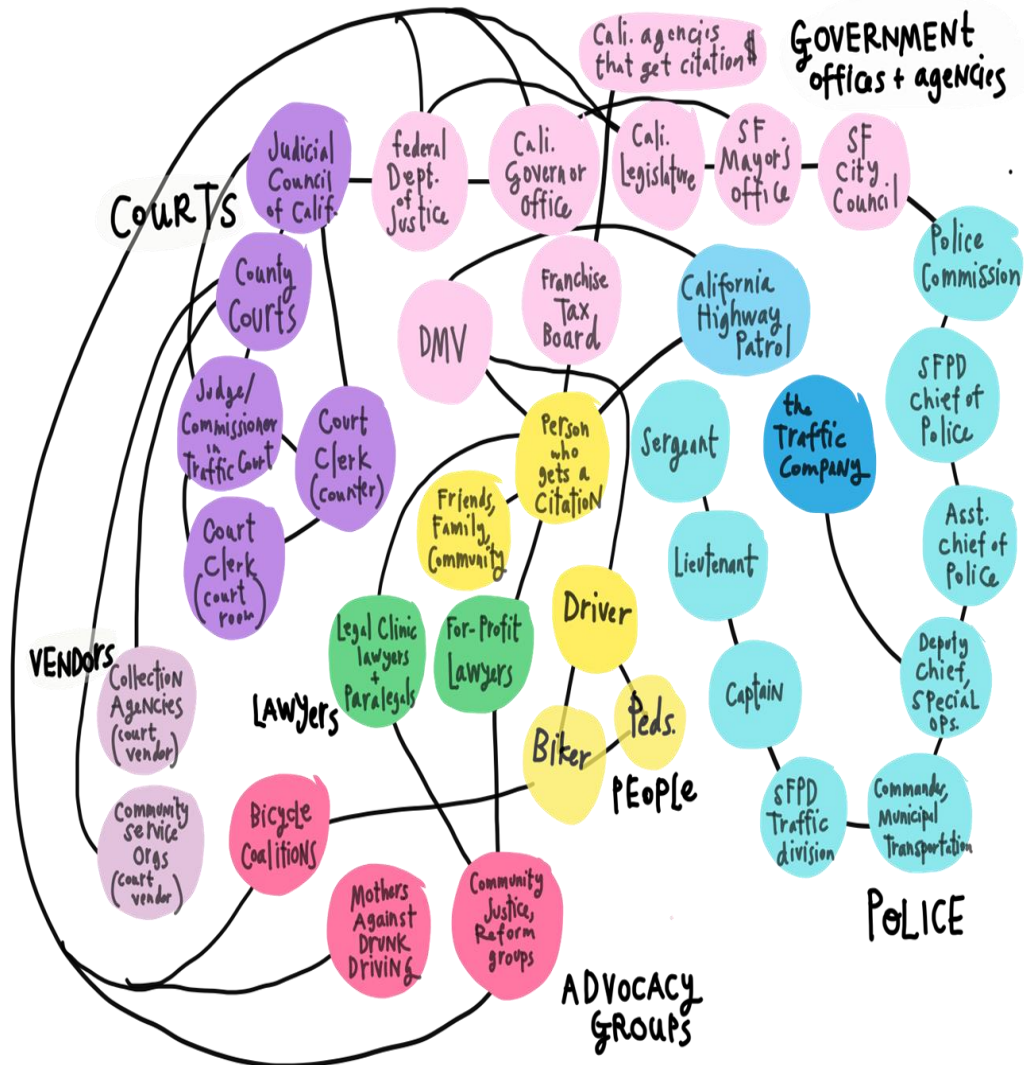 Cali. agencies
that get citation$
GOVERNMENT
offices + agencies
Judicial
Council
of Calif.
federal
Dept.
of
Justice
Cali.
Governor
Office
Cali.
Legislature
SF
Mayor's
Office
SF
City
Council
COURTS
Police
Commission
County
Courts
DMV
Franchise
Tax
Board
California
Highway
Patrol
SFPD
Chief of
Police
Judge/
Commissioner
in
Traffic Court
Court
Clerk
(counter)
Person
who
gets a
Citation
Sergeant
the
Traffic
Company
Friends,
Family,
Community
Asst.
Chief of
Police
Court
Clerk
(court
room)
Lieutenant
Driver
Legal Clinic
lawyers
+
Paralegals
For-Profit
Lawyers
Deputy
Chief,
Special
Ops.
VENDORS
Collection
Agencies
(court
vendor)
LAWYERS
Captain
Peds.
Biker
PEOPLE
Community
Service
Orgs
(court
vendor)
Bicycle
Coalitions
SFPD
Traffic
division
Commander,
Municipal
Transportation
Mothers
Against
Drunk
Driving
Community
Justice,
Reform
groups
POLICE
ADVOCACY
GROUPS